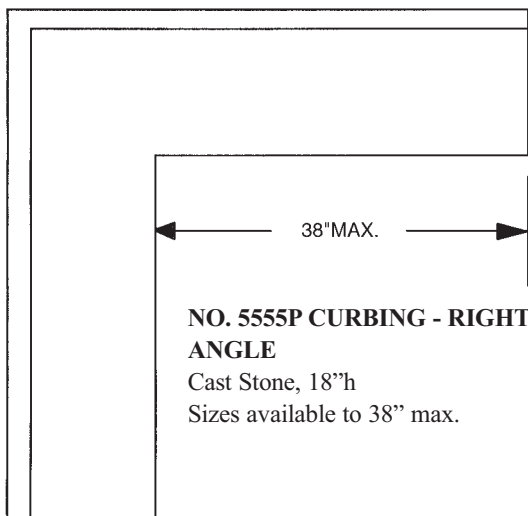 38"MAX.
NO. 5555P CURBING - RIGHT
ANGLE
Cast Stone, 18”h
Sizes available to 38” max.